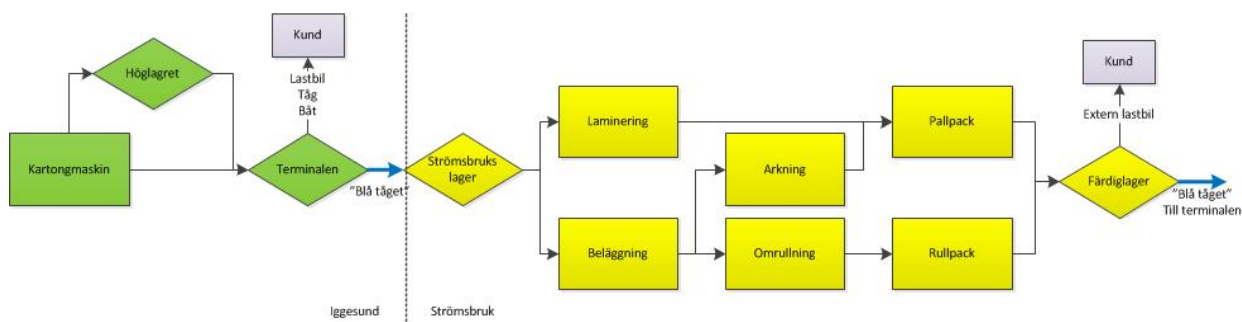 Kund
Höglagret
Lastbil
Tåg
Båt
Kartongmaskin
Terminalen
"Blå tåget"
Iggesund
Strömsbruk
Strömsbruks
lager
Laminering
Beläggning
Arkning
Omrullning
Pallpack
Rullpack
Kund
Extern lastbil
Färdiglager
"Blå tåget"
Till terminalen